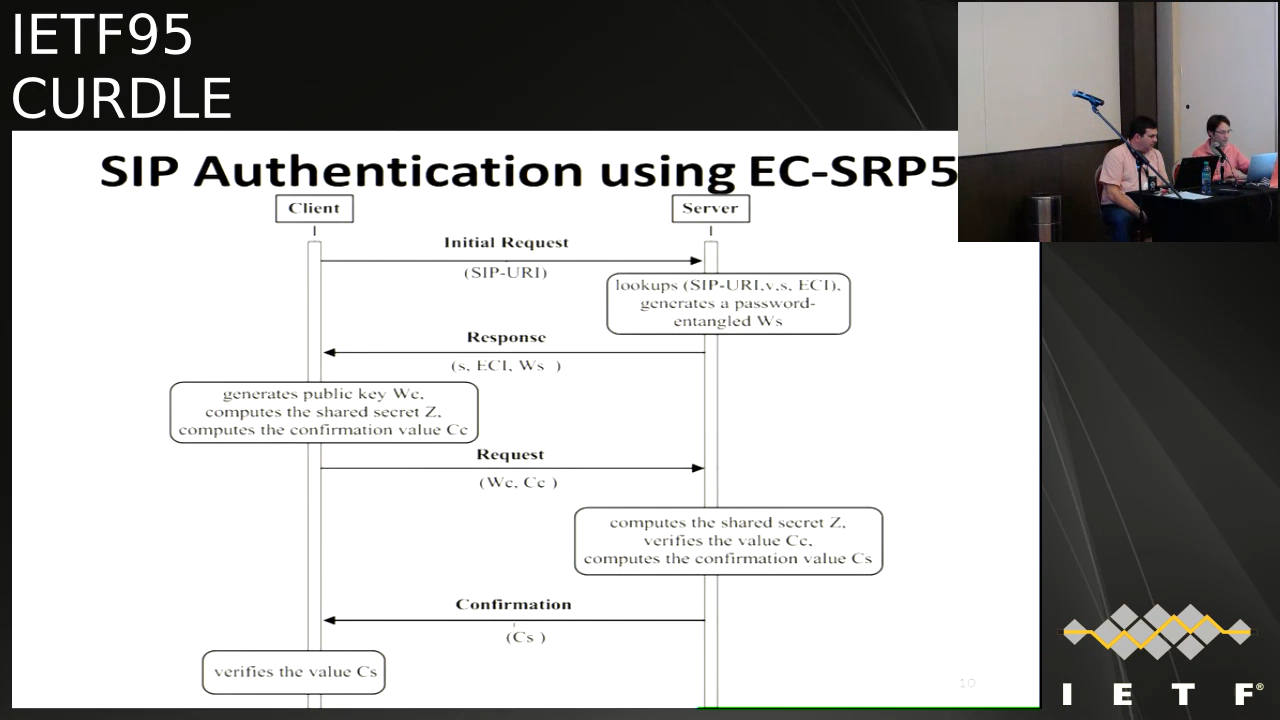 IETF95
CURDLE
SIP Authentication using EC-SRP5
Client
Server
Initial Request
(SIP-URI)
lookups (SIP-URI,v,s, ECI),
generates a password-
entangled Ws
Response
(s, ECI, Ws )
generates public key Wc,
computes the shared secret Z,
computes the confirmation value Cc
Request
(Wc, Cc )
computes the shared secret Z,
verifies the value Cc,
computes the confirmation value Cs
Confirmation
(Cs )
verifies the value Cs
10
I E T F®